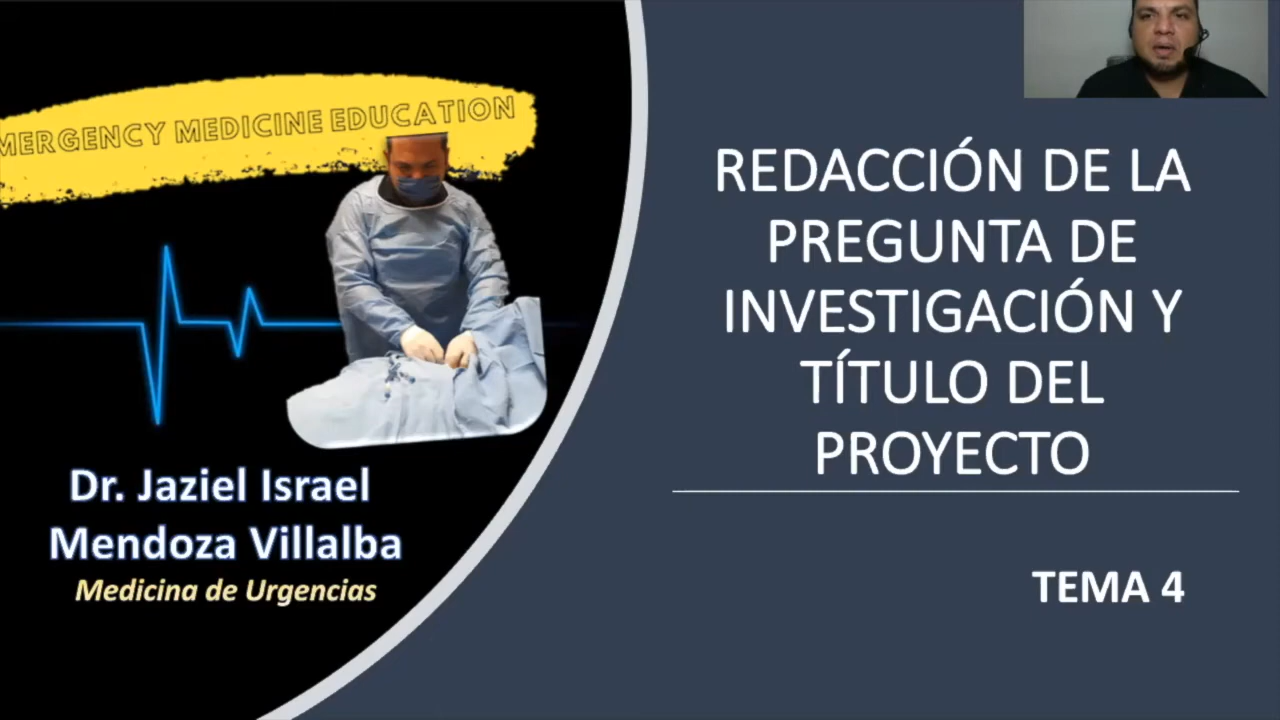 MERGENCY MEDICINE EDUCATION
Dr. Jaziel Israel
Mendoza Villalba
Medicina de Urgencias
REDACCIÓN DE LA
PREGUNTA DE
INVESTIGACIÓN Y
TÍTULO DEL
PROYECTO
TEMA 4